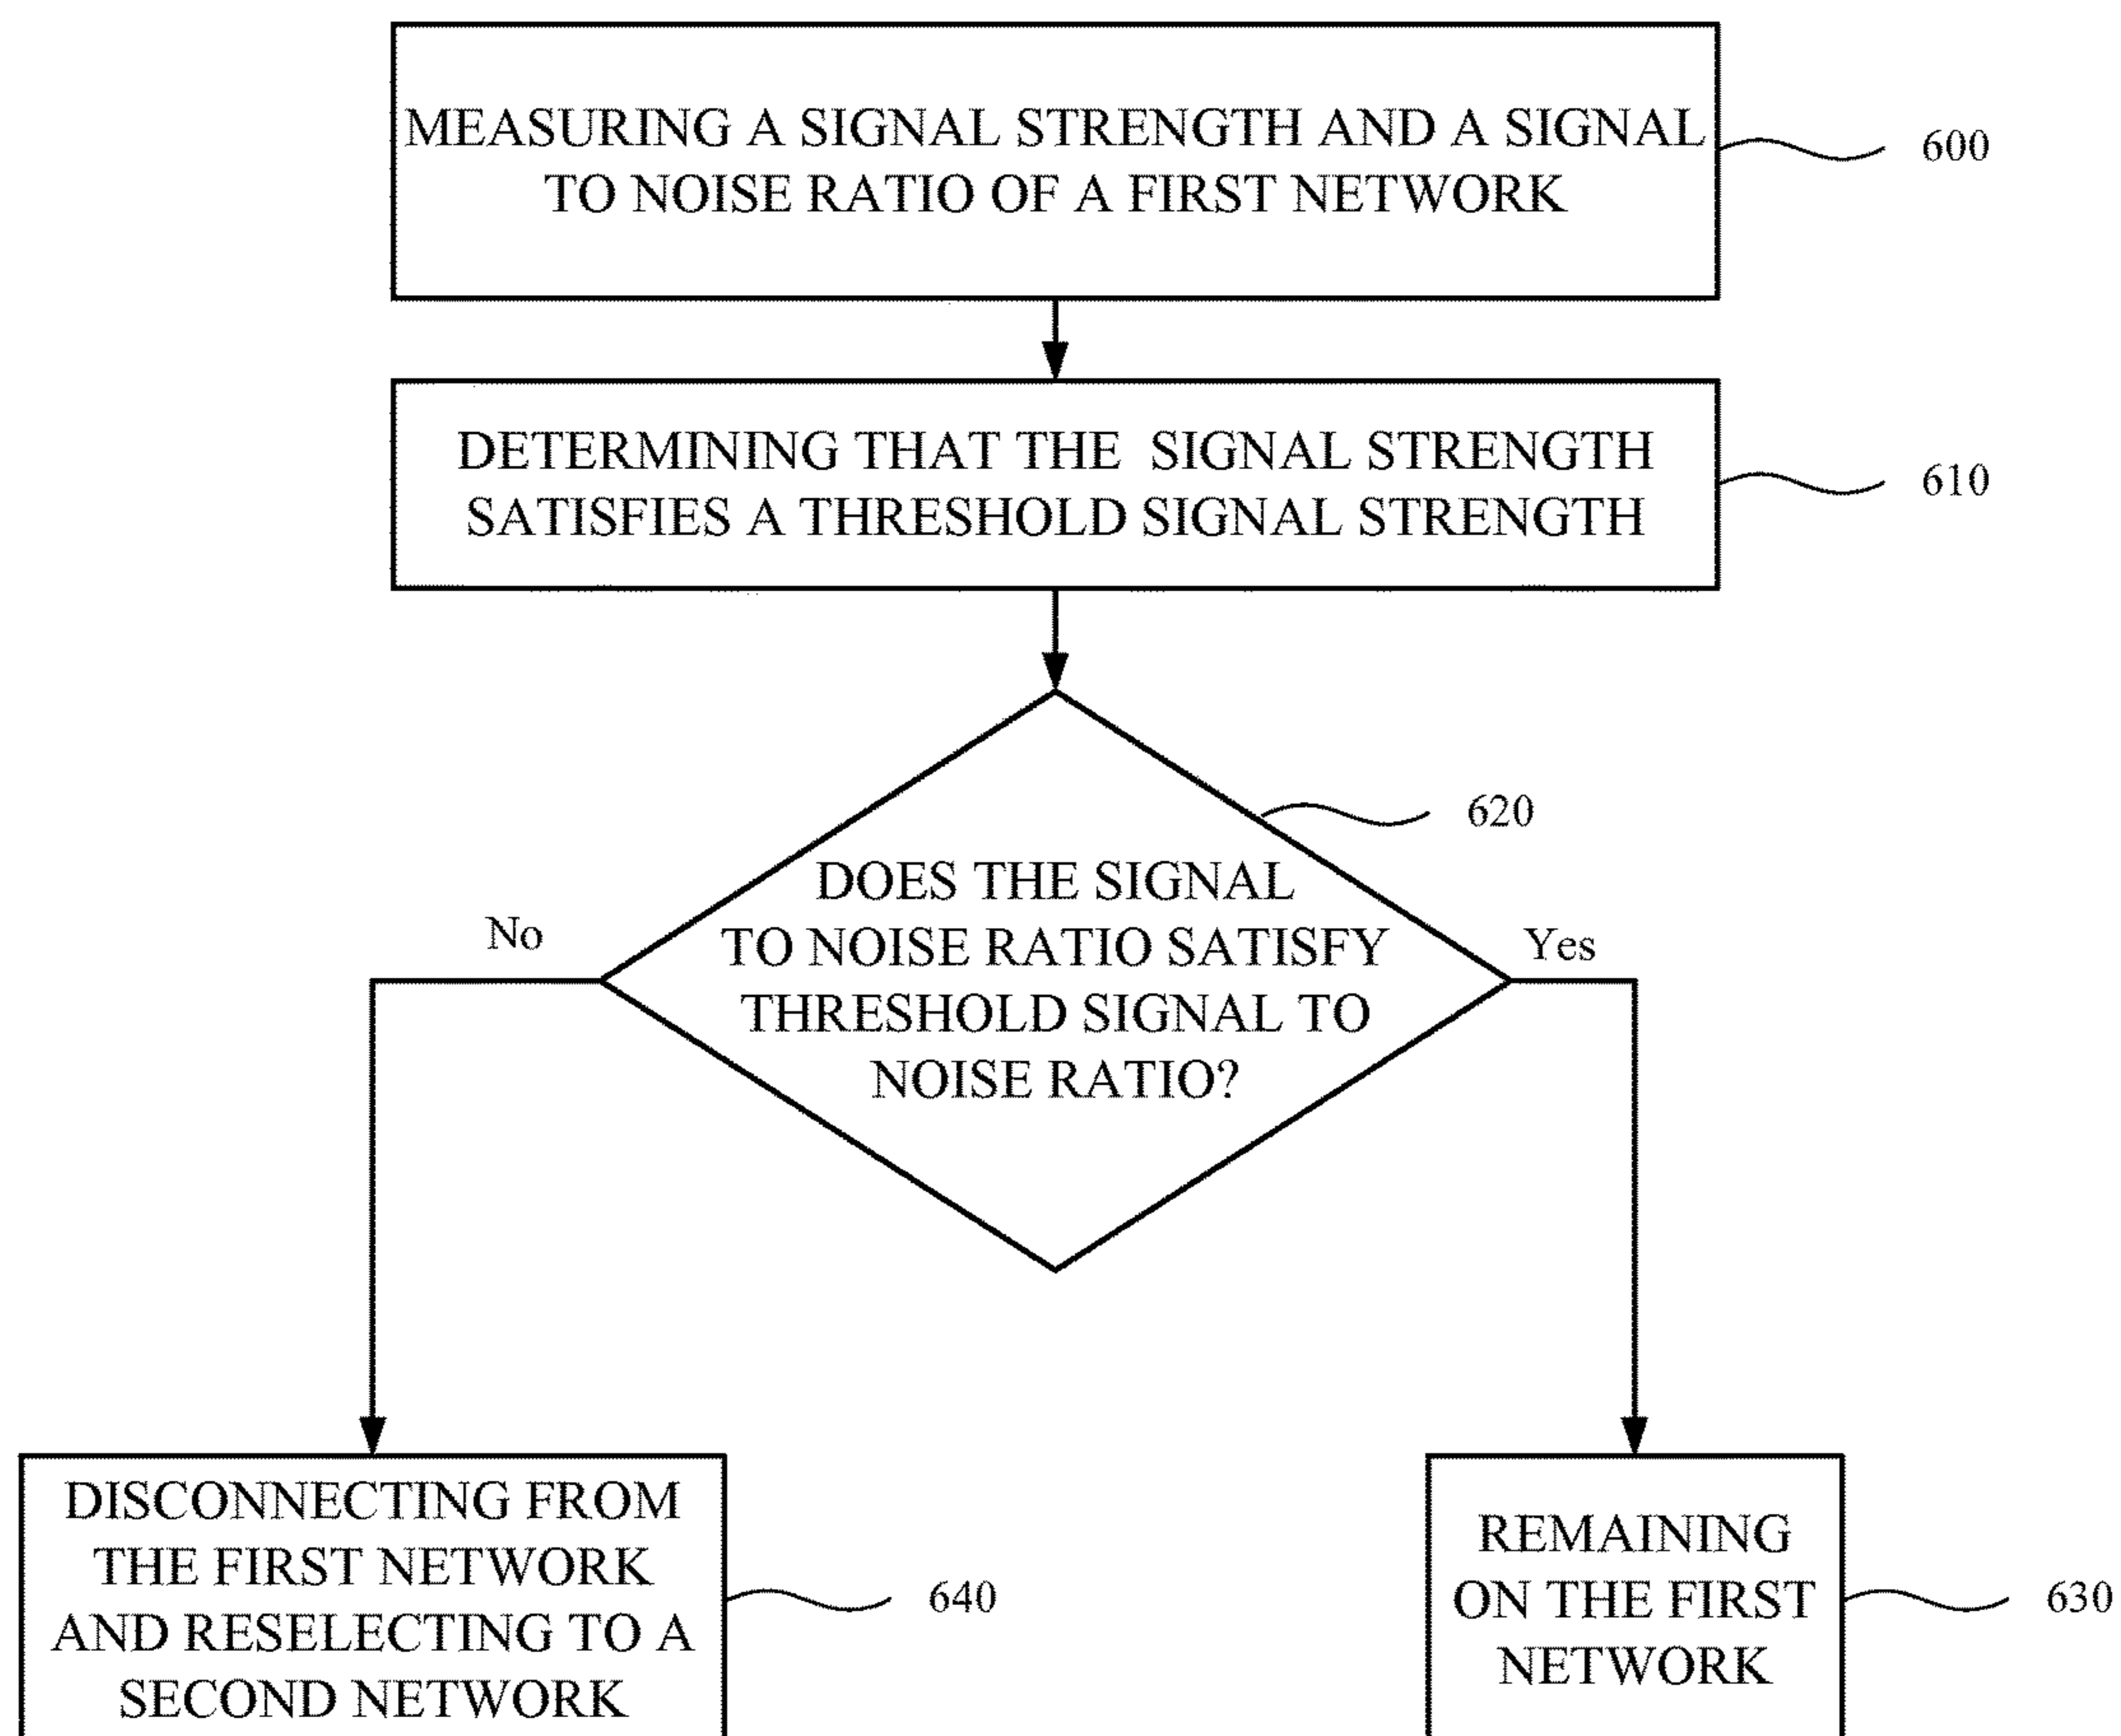 MEASURING A SIGNAL STRENGTH AND A SIGNAL
TO NOISE RATIO OF A FIRST NETWORK
600
DETERMINING THAT THE SIGNAL STRENGTH
SATISFIES A THRESHOLD SIGNAL STRENGTH
610
620
DOES THE SIGNAL
TO NOISE RATIO SATISFY
THRESHOLD SIGNAL TO
NOISE RATIO?
No
Yes
DISCONNECTING FROM
THE FIRST NETWORK
AND RESELECTING TO A
SECOND NETWORK
640
REMAINING
ON THE FIRST
NETWORK
630